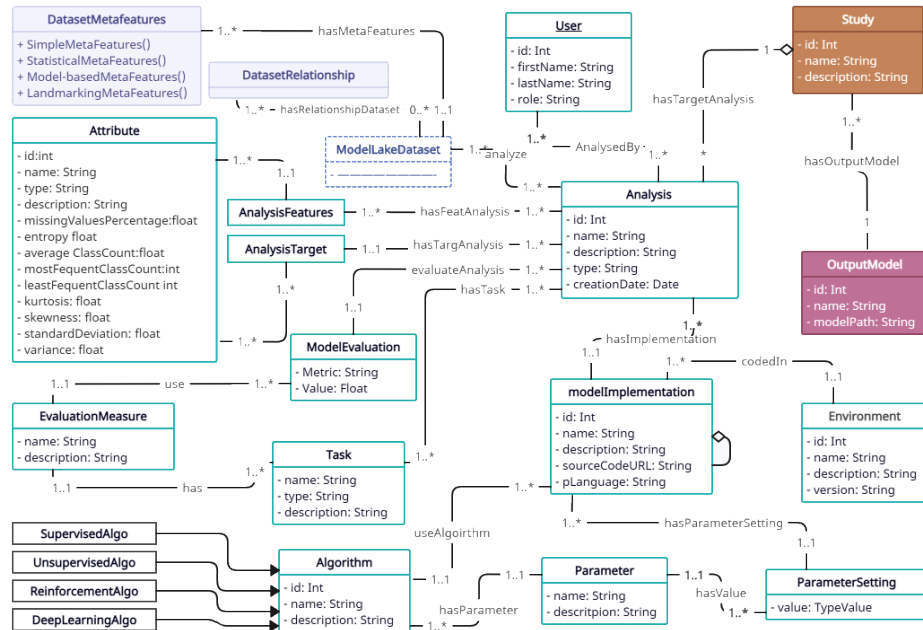 DatasetMetafeatures
+ SimpleMetaFeatures()
+ StatisticalMetaFeatures()
+ Model-basedMetaFeatures()
+ LandmarkingMetaFeatures()
1..*
hasMetaFeatures
DatasetRelationship
1..*
hasRelationshipDataset
0..*
1..1
User
- id: Int
- firstName: String
- lastName: String
- role: String
Study
- id: Int
- name: String
- description: String
1
hasTargetAnalysis
*
1..*
hasOutputModel
1
OutputModel
- id: Int
- name: String
- modelPath: String
Attribute
- id:int
- name: String
- type: String
- description: String
- missingValuesPercentage:float
- entropy float
- average ClassCount:float
- mostFequentClassCount:int
- leastFequentClassCount int
- kurtosis: float
- skewness: float
- standardDeviation: float
- variance: float
ModelLakeDataset
- ———————
1..*
analyze
1..*
1..*
AnalysedBy
1..*
1..*
1..1
AnalysisFeatures
1..*
hasFeatAnalysis
1..*
AnalysisTarget
1..1
hasTargAnalysis
1..*
1..*
1..*
evaluateAnalysis
1..*
1..1
hasTask
1..*
Analysis
- id: Int
- name: String
- description: String
- type: String
- creationDate: Date
1..*
hasImplementation
1..1
ModelEvaluation
- Metric: String
- Value: Float
1..1
use
1..*
EvaluationMeasure
- name: String
- description: String
1..1
has
1..*
Task
- name: String
- type: String
- description: String
1..*
1..*
codedIn
1..1
modelImplementation
- id: Int
- name: String
- description: String
- sourceCodeURL: String
- pLanguage: String
Environment
- id: Int
- name: String
- description: String
- version: String
1..*
useAlgoirthm
1..1
1..*
hasParameterSetting
1..1
SupervisedAlgo
UnsupervisedAlgo
ReinforcementAlgo
DeepLearningAlgo
Algorithm
- id: Int
- name: String
- description: String
1..*
hasParameter
1..1
Parameter
- name: String
- descritpion: String
1..1
hasValue
1..*
ParameterSetting
- value: TypeValue